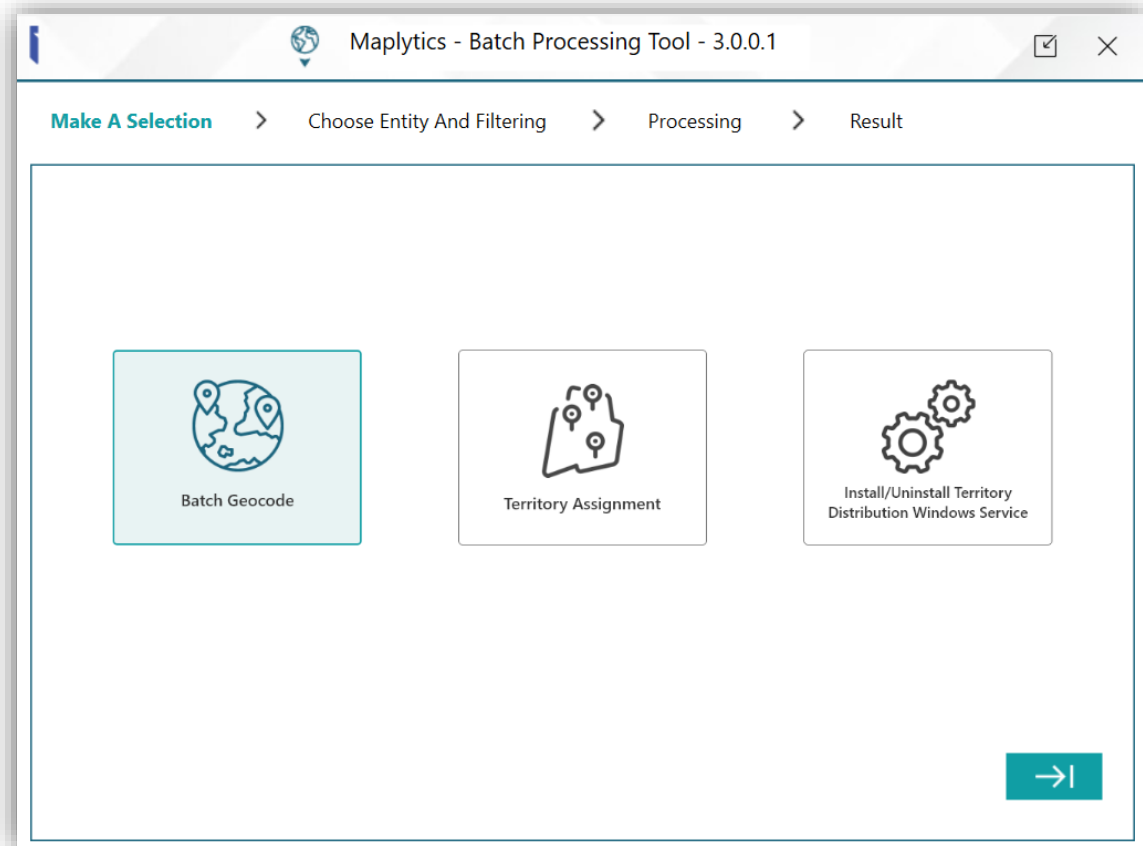 Maplytics - Batch Processing Tool - 3.0.0.1
Make A Selection > Choose Entity And Filtering > Processing > Result
Batch Geocode
Territory Assignment
Install/Uninstall Territory
Distribution Windows Service